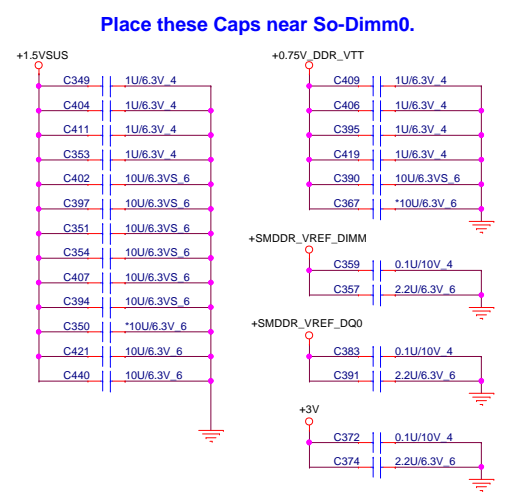 Place these Caps near So-Dimm0.
+1.5VSUS
C349 1U/6.3V_4
C404 1U/6.3V_4
C411 1U/6.3V_4
C353 1U/6.3V_4
C402 10U/6.3VS_6
C397 10U/6.3VS_6
C351 10U/6.3VS_6
C354 10U/6.3VS_6
C407 10U/6.3VS_6
C394 10U/6.3VS_6
C350 *10U/6.3V_6
C421 10U/6.3V_6
C440 10U/6.3V_6
+0.75V_DDR_VTT
C409 1U/6.3V_4
C406 1U/6.3V_4
C395 1U/6.3V_4
C419 1U/6.3V_4
C390 10U/6.3VS_6
C367 *10U/6.3V_6
+SMDDR_VREF_DIMM
C359 0.1U/10V_4
C357 2.2U/6.3V_6
+SMDDR_VREF_DQ0
C383 0.1U/10V_4
C391 2.2U/6.3V_6
+3V
C372 0.1U/10V_4
C374 2.2U/6.3V_6